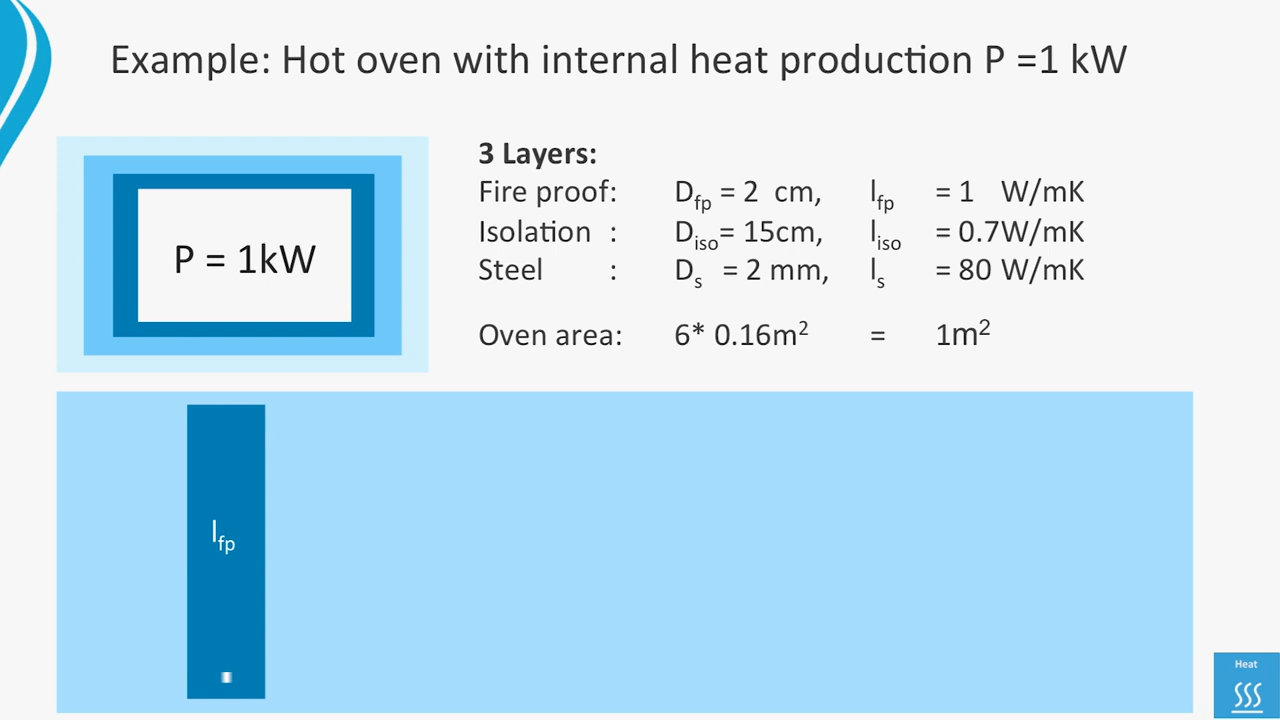 Example: Hot oven with internal heat production P =1 kW
P = 1kW
3 Layers:
Fire proof: Dfp = 2 cm, lfp = 1 W/mK
Isolation : Diso= 15cm, liso = 0.7W/mK
Steel : Ds = 2 mm, ls = 80 W/mK
Oven area: 6* 0.16m² = 1m²
lfp
Heat